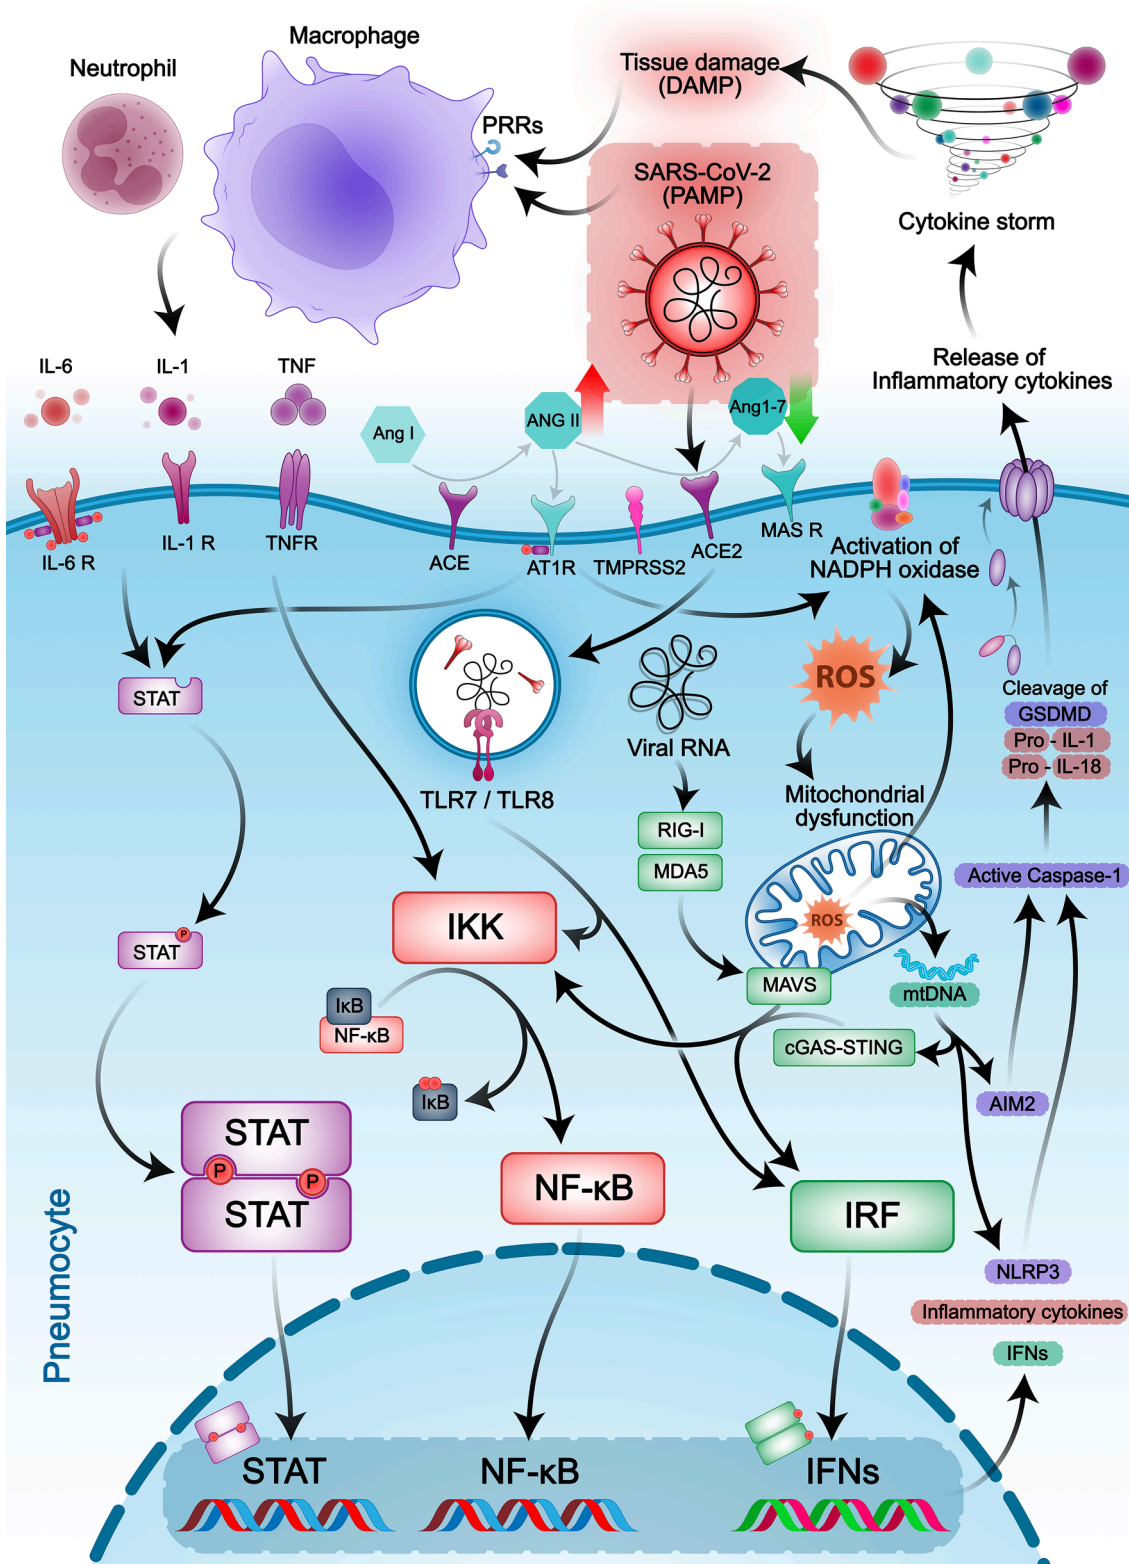 Neutrophil
Macrophage
PRRs
Tissue damage
(DAMP)
SARS-CoV-2
(PAMP)
Cytokine storm
Release of
Inflammatory cytokines
IL-6
IL-1
TNF
Ang I
ANG II
Ang1-7
IL-6 R
IL-1 R
TNFR
ACE
AT1R
TMPRSS2
ACE2
MAS R
Activation of
NADPH oxidase
ROS
STAT
Viral RNA
TLR7 / TLR8
Cleavage of
GSDMD
Pro - IL-1
Pro - IL-18
Mitochondrial
dysfunction
RIG-I
MDA5
Active Caspase-1
IKK
ROS
STAT
P
MAVS
mtDNA
IκB
NF-κB
cGAS-STING
IκB
AIM2
STAT
P
P
STAT
NF-κB
IRF
NLRP3
Inflammatory cytokines
IFNs
Pneumocyte
STAT
NF-κB
IFNs